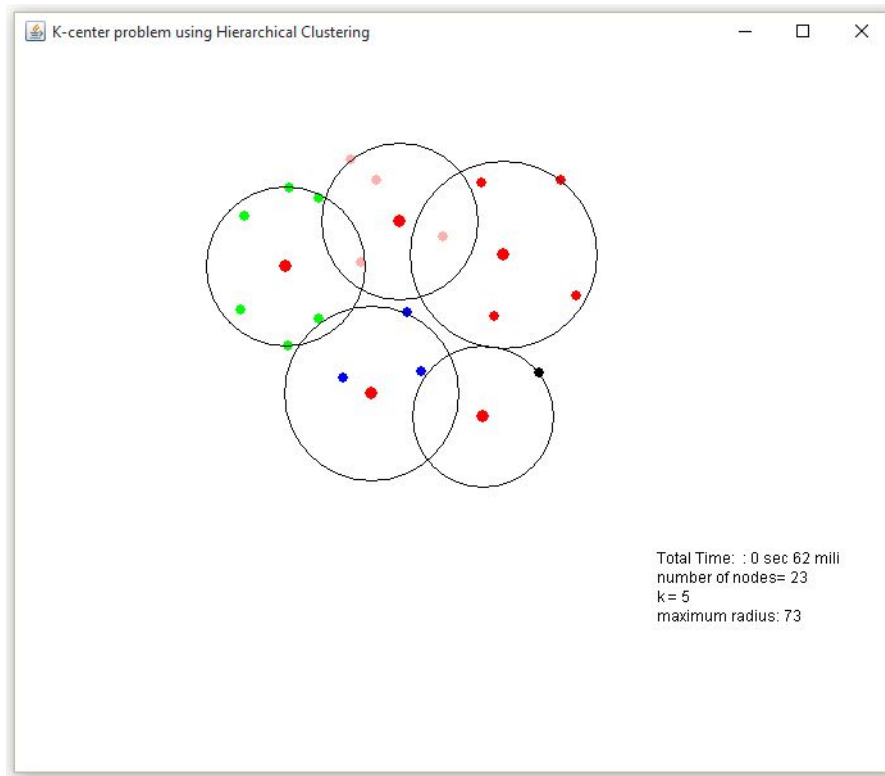 K-center problem using Hierarchical Clustering
Total Time:  : 0 sec 62 mili
number of nodes= 23
k = 5
maximum radius: 73